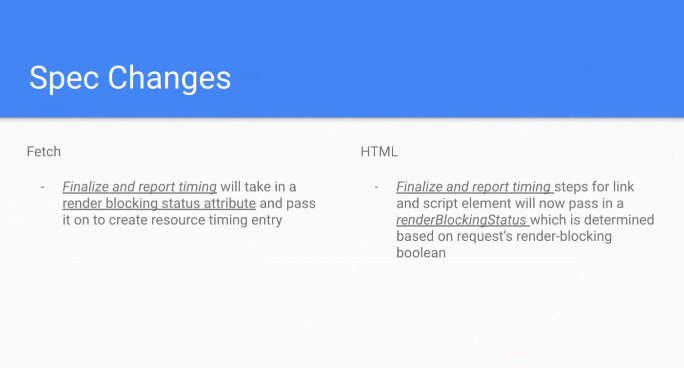 Spec Changes
Fetch
- Finalize and report timing will take in a
render blocking status attribute and pass
it on to create resource timing entry
HTML
- Finalize and report timing steps for link
and script element will now pass in a
renderBlockingStatus which is determined
based on request's render-blocking
boolean